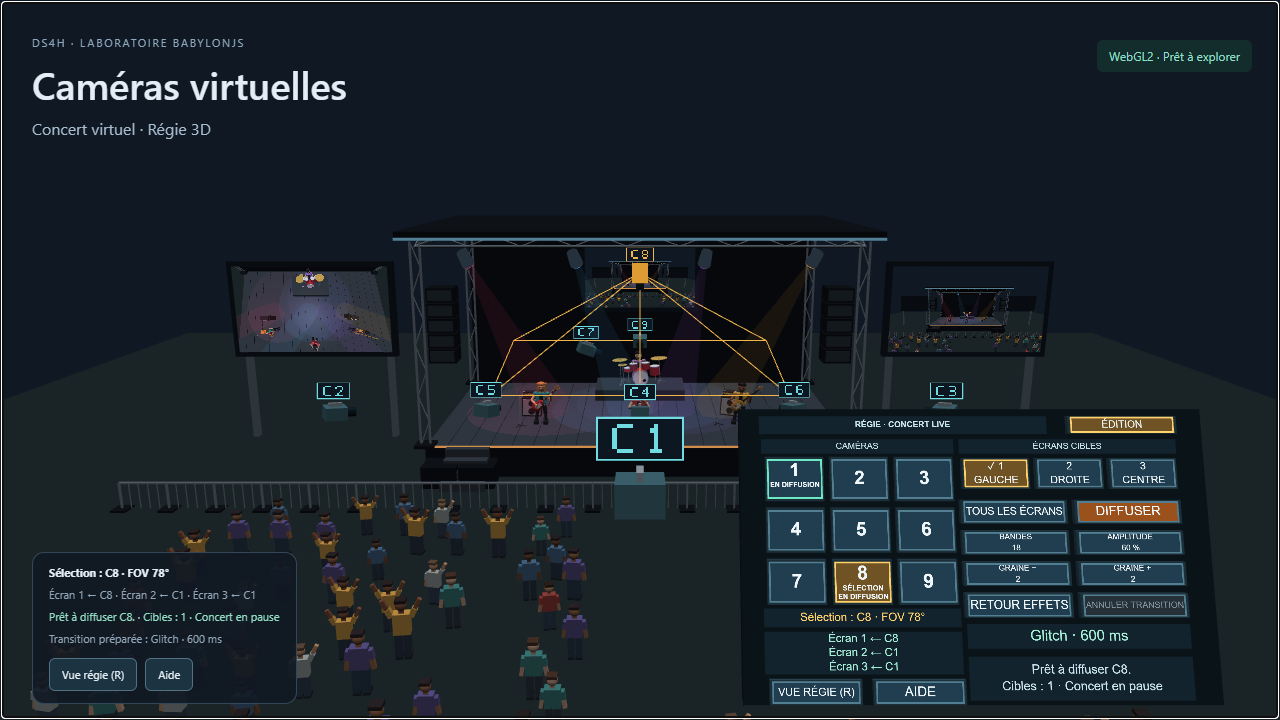 DS4H · LABORATOIRE BABYLONJS
Caméras virtuelles
Concert virtuel · Régie 3D
WebGL2 · Prêt à explorer
C8
C7
C9
C2
C5
C4
C6
C3
C1
RÉGIE · CONCERT LIVE
ÉDITION
CAMÉRAS
ÉCRANS CIBLES
1
EN DIFFUSION
2
3
4
5
6
7
8
SÉLECTION
EN DIFFUSION
9
✓ 1
GAUCHE
2
DROITE
3
CENTRE
TOUS LES ÉCRANS
DIFFUSER
BANDES
18
AMPLITUDE
60 %
GRAINE −
2
GRAINE +
2
RETOUR EFFETS
ANNULER TRANSITION
Sélection : C8 · FOV 78°
Écran 1 ← C8
Écran 2 ← C1
Écran 3 ← C1
Glitch · 600 ms
Prêt à diffuser C8.
Cibles : 1 · Concert en pause
VUE RÉGIE (R)
AIDE
Sélection : C8 · FOV 78°
Écran 1 ← C8 · Écran 2 ← C1 · Écran 3 ← C1
Prêt à diffuser C8. · Cibles : 1 · Concert en pause
Transition préparée : Glitch · 600 ms
Vue régie (R)
Aide